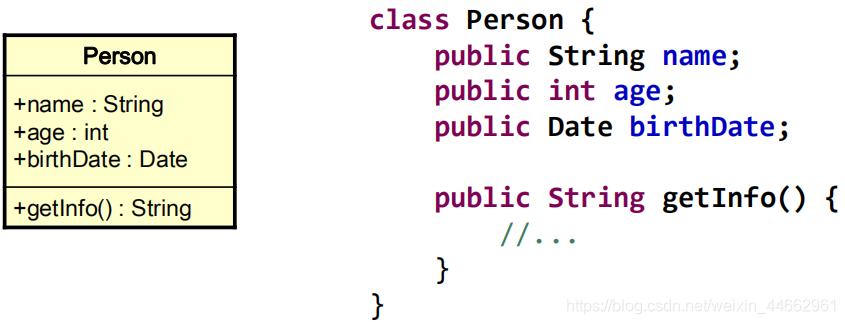 Person
+name : String
+age : int
+birthDate : Date
+getInfo() : String
class Person {
    public String name;
    public int age;
    public Date birthDate;

    public String getInfo() {
        //...
    }
}
https://blog.csdn.net/weixin_44662961